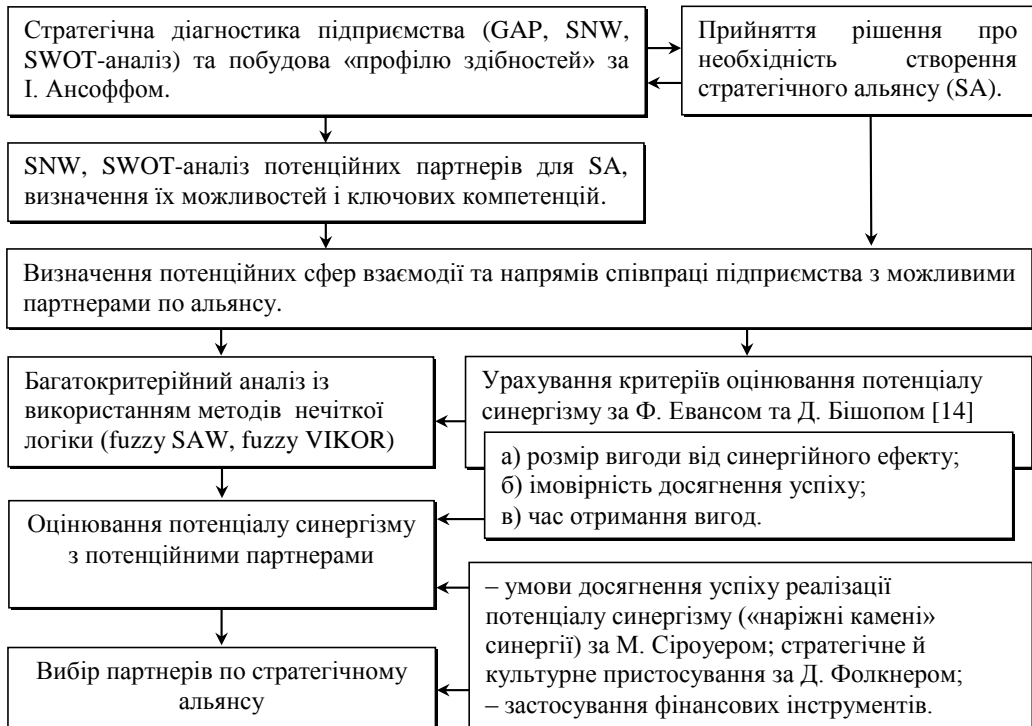 Стратегічна діагностика підприємства (GAP, SNW,
SWOT-аналіз) та побудова «профілю здібностей» за
І. Ансоффом.
Прийняття рішення про
необхідність створення
стратегічного альянсу (SA).
SNW, SWOT-аналіз потенційних партнерів для SA,
визначення їх можливостей і ключових компетенцій.
Визначення потенційних сфер взаємодії та напрямів співпраці підприємства з можливими
партнерами по альянсу.
Багатокритерійний аналіз із
використанням методів нечіткої
логіки (fuzzy SAW, fuzzy VIKOR)
Урахування критеріїв оцінювання потенціалу
синергізму за Ф. Евансом та Д. Бішопом [14]
а) розмір вигоди від синергійного ефекту;
б) імовірність досягнення успіху;
в) час отримання вигод.
Оцінювання потенціалу синергізму
з потенційними партнерами
– умови досягнення успіху реалізації
потенціалу синергізму («наріжні камені»
синергії) за М. Сіроуером; стратегічне й
культурне пристосування за Д. Фолкнером;
– застосування фінансових інструментів.
Вибір партнерів по стратегічному
альянсу